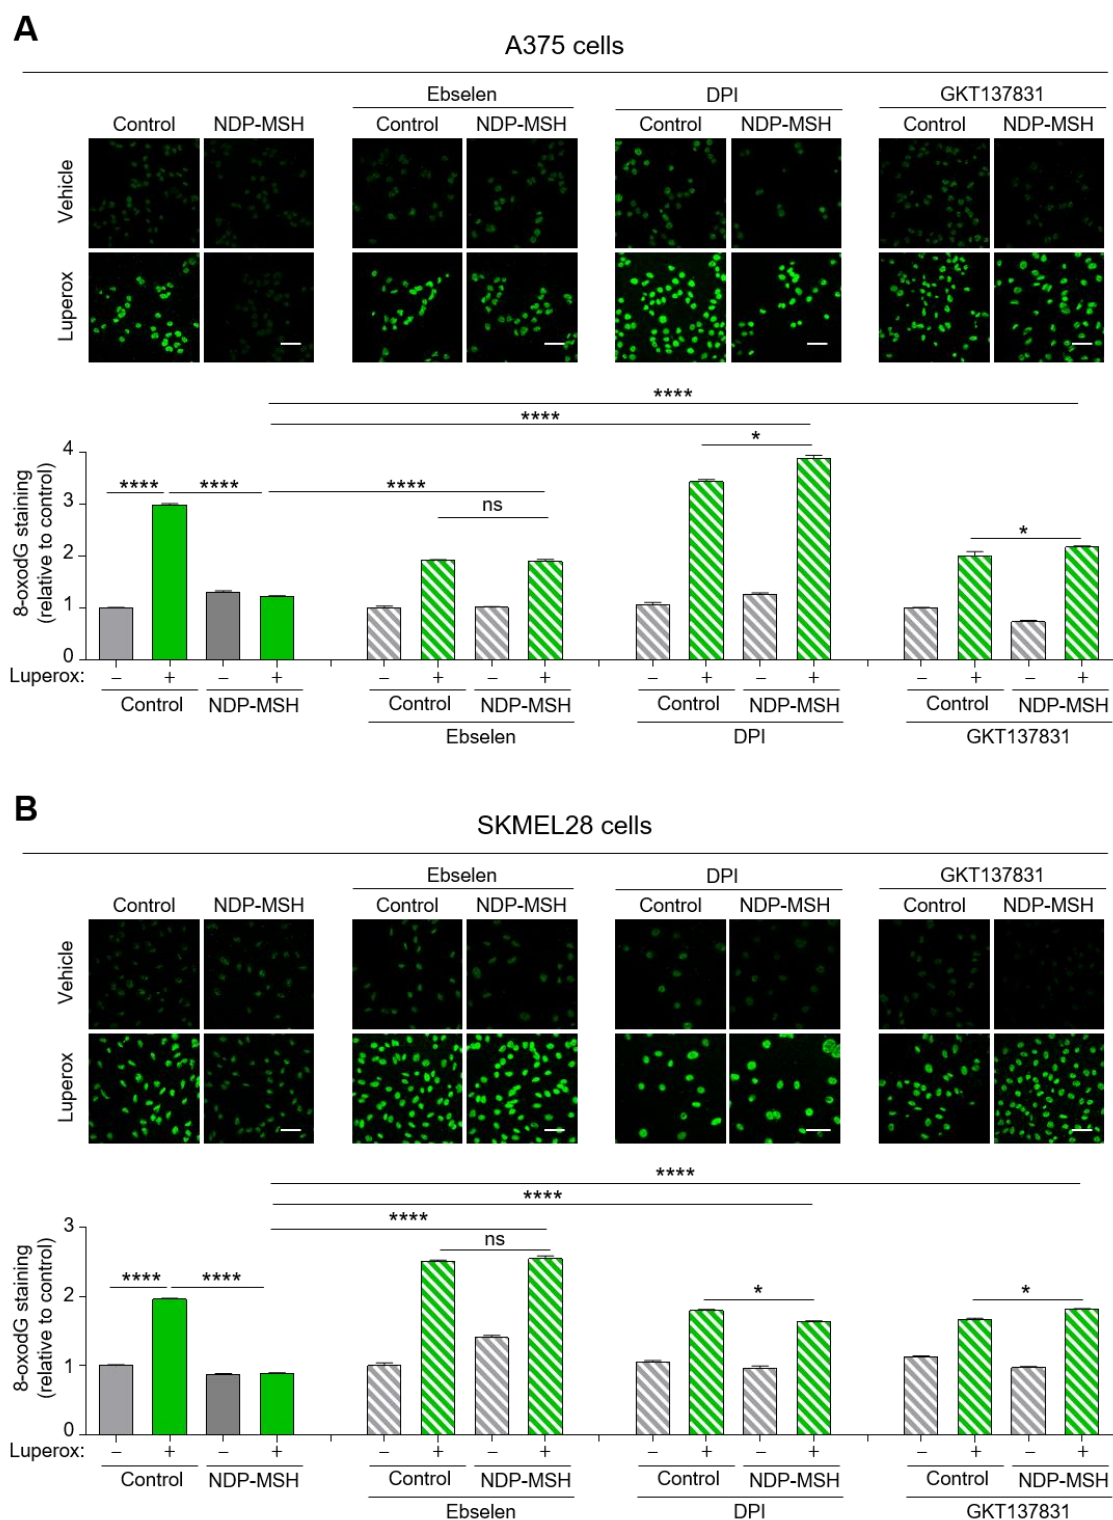 A
A375 cells
Ebselen DPI GKT137831
Control NDP-MSH Control NDP-MSH Control NDP-MSH Control NDP-MSH
Vehicle
Luperox
****
****
*
**** **** **** ns *
8-oxodG staining
(relative to control)
4
3
2
1
0
Luperox: – + – + – + – + – + – + – + – +
Control NDP-MSH Control NDP-MSH Control NDP-MSH Control NDP-MSH
Ebselen DPI GKT137831
B
SKMEL28 cells
Ebselen DPI GKT137831
Control NDP-MSH Control NDP-MSH Control NDP-MSH Control NDP-MSH
Vehicle
Luperox
****
****
****
ns
**** **** * *
8-oxodG staining
(relative to control)
3
2
1
0
Luperox: – + – + – + – + – + – + – + – +
Control NDP-MSH Control NDP-MSH Control NDP-MSH Control NDP-MSH
Ebselen DPI GKT137831